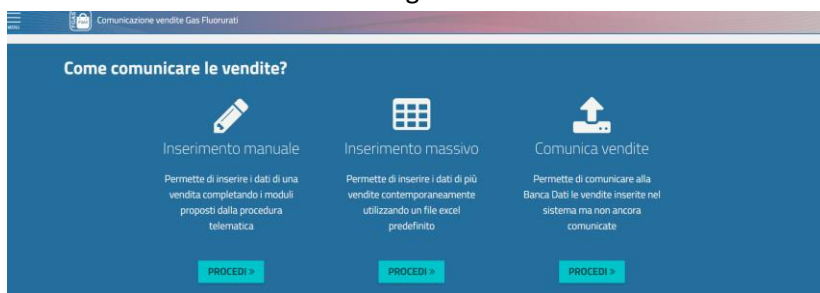 MENU
Comunicazione vendite Gas Fluorurati
Come comunicare le vendite?
Inserimento manuale
Permette di inserire i dati di una
vendita completando i moduli
proposti dalla procedura
telematica
PROCEDI »
Inserimento massivo
Permette di inserire i dati di più
vendite contemporaneamente
utilizzando un file excel
predefinito
PROCEDI »
Comunica vendite
Permette di comunicare alla
Banca Dati le vendite inserite nel
sistema ma non ancora
comunicate
PROCEDI »